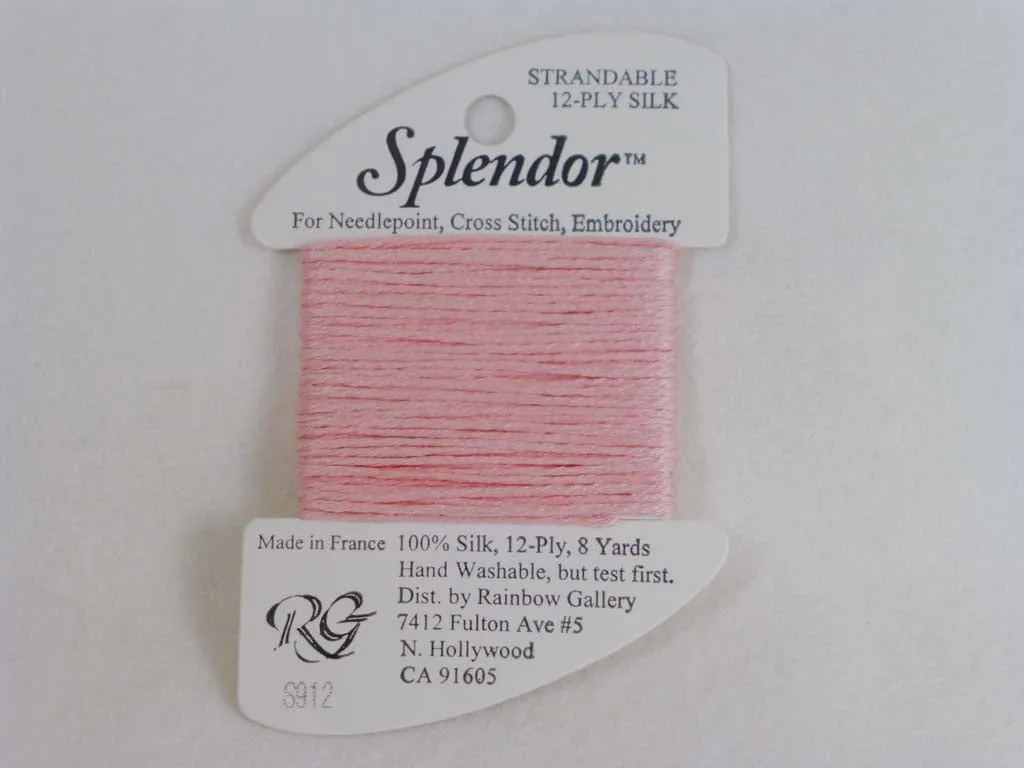 STRANDABLE
12-PLY SILK
Splendor™
For Needlepoint, Cross Stitch, Embroidery
Made in France
100% Silk, 12-Ply, 8 Yards
Hand Washable, but test first.
Dist. by Rainbow Gallery
7412 Fulton Ave #5
N. Hollywood
CA 91605
RG
S912